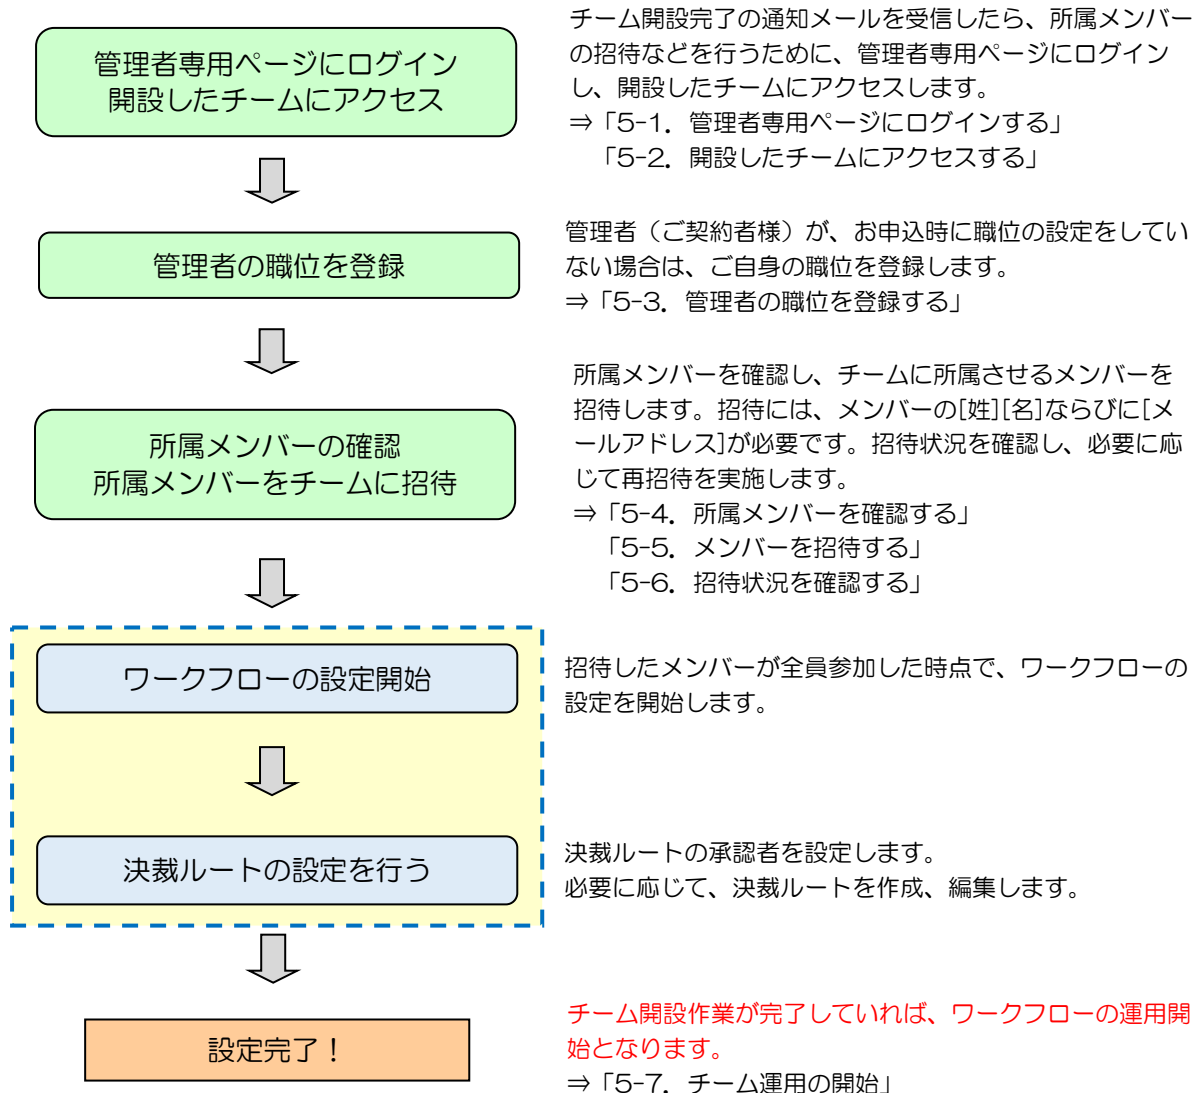 管理者専用ページにログイン
開設したチームにアクセス
チーム開設完了の通知メールを受信したら、所属メンバー
の招待などを行うために、管理者専用ページにログイン
し、開設したチームにアクセスします。
⇒「5-1．管理者専用ページにログインする」
「5-2．開設したチームにアクセスする」
管理者の職位を登録
管理者（ご契約者様）が、お申込時に職位の設定をしてい
ない場合は、ご自身の職位を登録します。
⇒「5-3．管理者の職位を登録する」
所属メンバーの確認
所属メンバーをチームに招待
所属メンバーを確認し、チームに所属させるメンバーを
招待します。招待には、メンバーの[姓][名]ならびに[メ
ールアドレス]が必要です。招待状況を確認し、必要に応
じて再招待を実施します。
⇒「5-4．所属メンバーを確認する」
「5-5．メンバーを招待する」
「5-6．招待状況を確認する」
ワークフローの設定開始
招待したメンバーが全員参加した時点で、ワークフローの
設定を開始します。
決裁ルートの設定を行う
決裁ルートの承認者を設定します。
必要に応じて、決裁ルートを作成、編集します。
設定完了！
チーム開設作業が完了していれば、ワークフローの運用開
始となります。
⇒「5-7．チーム運用の開始」